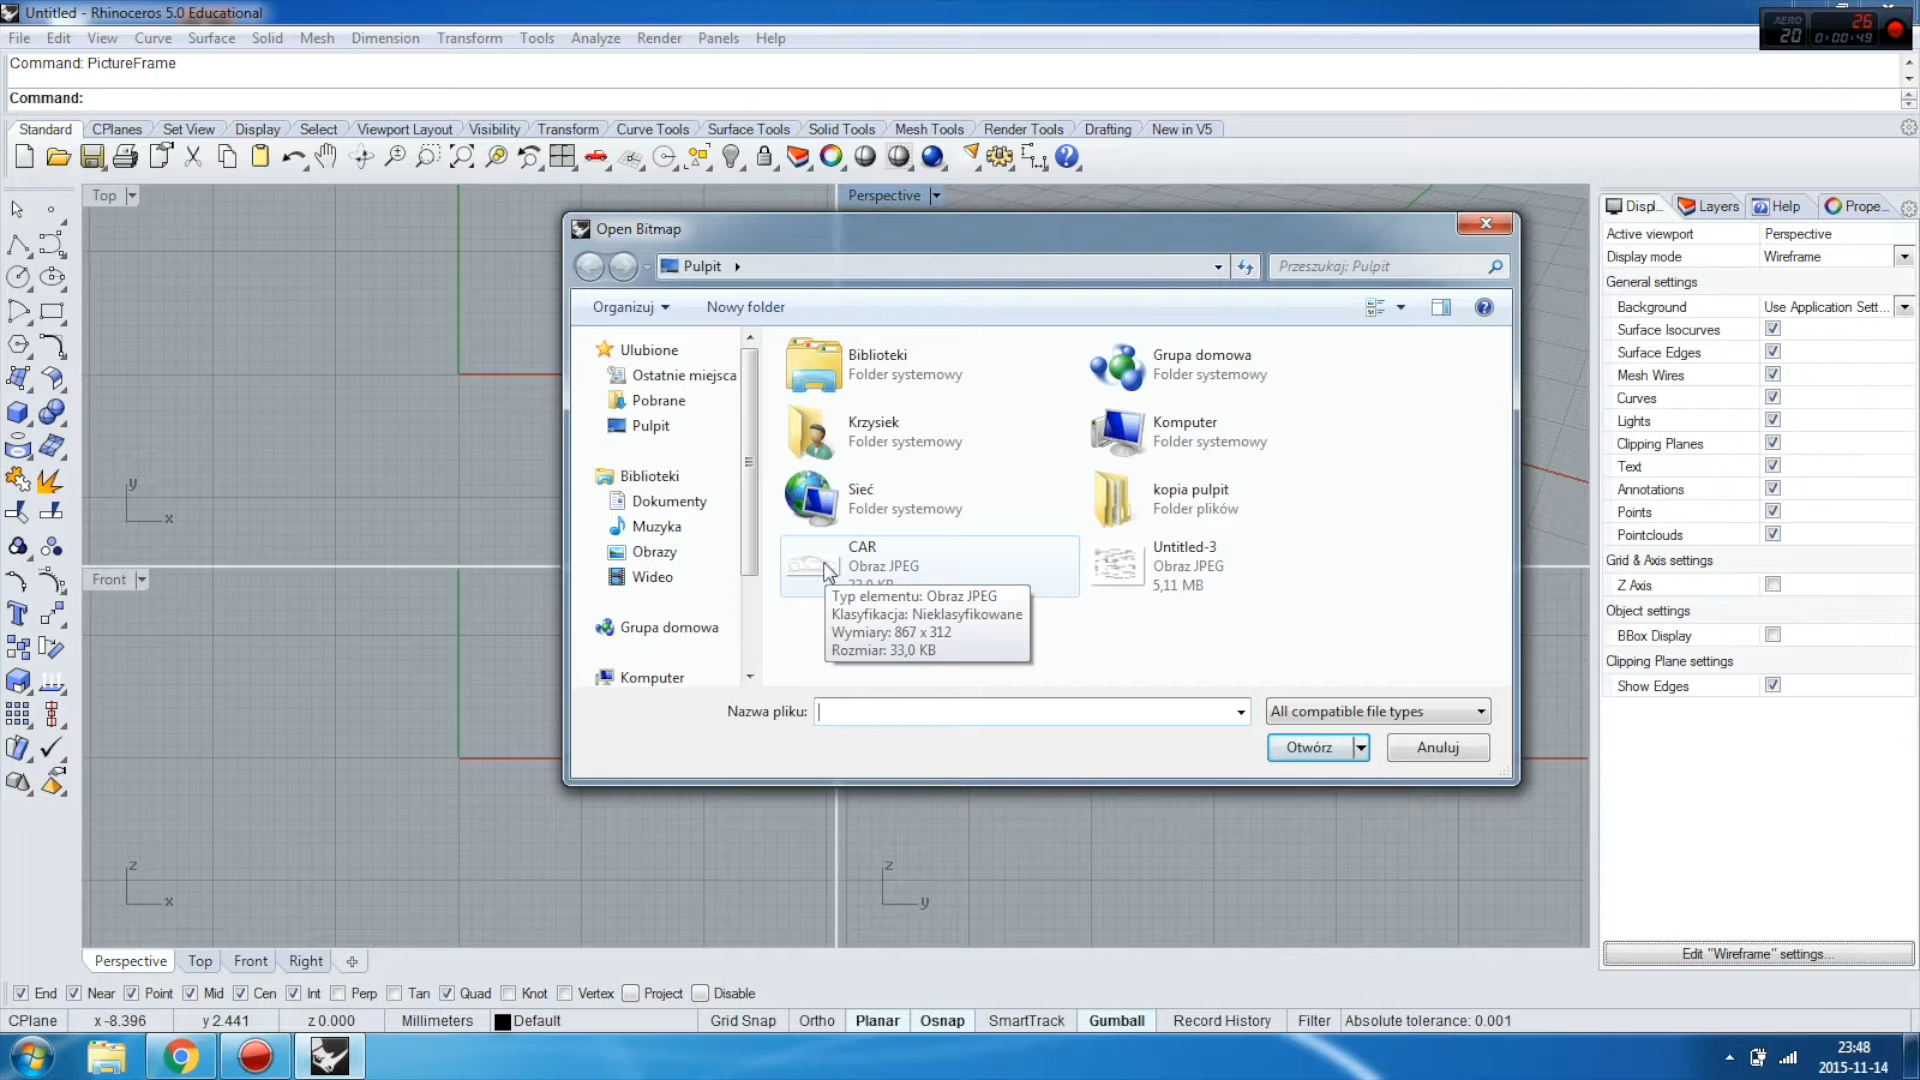 Untitled - Rhinoceros 5.0 Educational
AERO 20 26 0:00:49
File Edit View Curve Surface Solid Mesh Dimension Transform Tools Analyze Render Panels Help
Command: PictureFrame
Command:
Standard CPlanes Set View Display Select Viewport Layout Visibility Transform Curve Tools Surface Tools Solid Tools Mesh Tools Render Tools Drafting New in V5
Top
Perspective
Displ... Layers Help Prope...
Open Bitmap
Active viewport Perspective
Display mode Wireframe
Pulpit
Przeszukaj: Pulpit
General settings
Organizuj Nowy folder
Background Use Application Sett...
Surface Isocurves
Surface Edges
Mesh Wires
Curves
Lights
Clipping Planes
Text
Annotations
Points
Pointclouds
Grid & Axis settings
Z Axis
Object settings
BBox Display
Clipping Plane settings
Show Edges
Ulubione
Ostatnie miejsca
Pobrane
Pulpit
Biblioteki
Dokumenty
Muzyka
Obrazy
Wideo
Grupa domowa
Komputer
Biblioteki
Folder systemowy
Grupa domowa
Folder systemowy
Krzysiek
Folder systemowy
Komputer
Folder systemowy
Sieć
Folder systemowy
kopia pulpit
Folder plików
CAR
Obraz JPEG
33,0 KB
Untitled-3
Obraz JPEG
5,11 MB
Typ elementu: Obraz JPEG
Klasyfikacja: Nieklasyfikowane
Wymiary: 867 x 312
Rozmiar: 33,0 KB
Nazwa pliku:
All compatible file types
Otwórz Anuluj
y
x
Front
z
x
z
y
Edit "Wireframe" settings...
Perspective Top Front Right
End Near Point Mid Cen Int Perp Tan Quad Knot Vertex Project Disable
CPlane x -8.396 y 2.441 z 0.000 Millimeters Default Grid Snap Ortho Planar Osnap SmartTrack Gumball Record History Filter Absolute tolerance: 0.001
23:48
2015-11-14